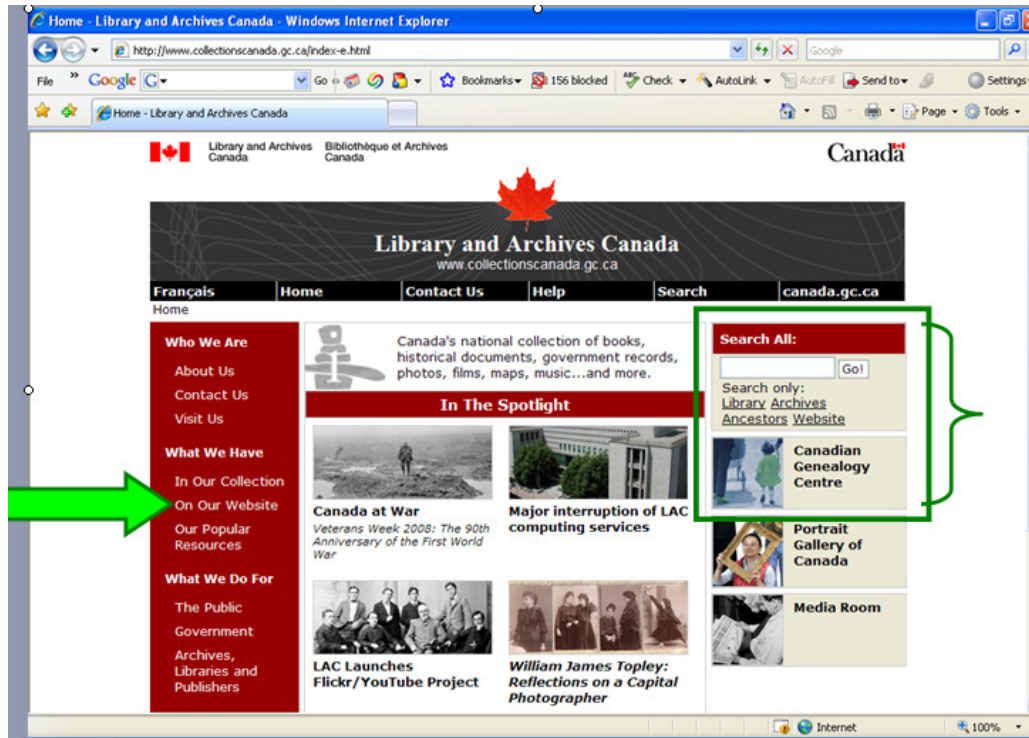 Home - Library and Archives Canada - Windows Internet Explorer
http://www.collectionscanada.gc.ca/index-e.html
Google
File » Google G Go Bookmarks 156 blocked ABC Check AutoLink AutoFill Send to Settings
Home - Library and Archives Canada
Page Tools
Library and Archives Canada
Bibliothèque et Archives Canada
Canada
Library and Archives Canada
www.collectionscanada.gc.ca
Français Home Contact Us Help Search canada.gc.ca
Home
Who We Are
About Us
Contact Us
Visit Us
What We Have
In Our Collection
On Our Website
Our Popular
Resources
What We Do For
The Public
Government
Archives,
Libraries and
Publishers
Canada's national collection of books,
historical documents, government records,
photos, films, maps, music...and more.
In The Spotlight
Canada at War
Veterans Week 2008: The 90th
Anniversary of the First World
War
Major interruption of LAC
computing services
LAC Launches
Flickr/YouTube Project
William James Topley:
Reflections on a Capital
Photographer
Search All:
Go!
Search only:
Library Archives
Ancestors Website
Canadian
Genealogy
Centre
Portrait
Gallery of
Canada
Media Room
Internet 100%